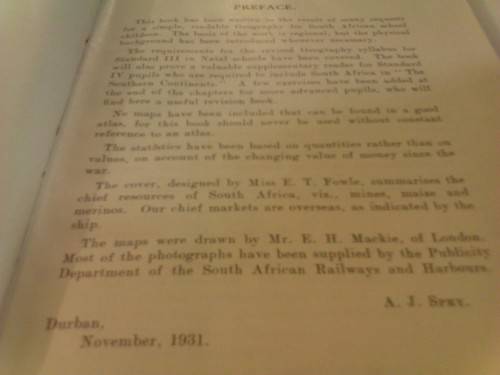 PREFACE.
This book has been written as the result of many requests
for a simple, readable Geography for South African school
children. The basis of the work is regional, but the physical
background has been introduced wherever necessary.
The requirements for the revised Geography syllabus for
Standard III in Natal schools have been covered. The book
will also prove a valuable supplementary reader for Standard
IV pupils who are required to include South Africa in "The
Southern Continents." A few exercises have been added at
the end of the chapters for more advanced pupils, who will
find here a useful revision book.
No maps have been included that can be found in a good
atlas, for this book should never be used without constant
reference to an atlas.
The statistics have been based on quantities rather than on
values, on account of the changing value of money since the
war.
The cover, designed by Miss E. T. Fowle, summarises the
chief resources of South Africa, viz., mines, maize and
merinos. Our chief markets are overseas, as indicated by the
ship.
The maps were drawn by Mr. E. H. Mackie, of London.
Most of the photographs have been supplied by the Publicity
Department of the South African Railways and Harbours.
A. J.
Durban,
November, 1931.